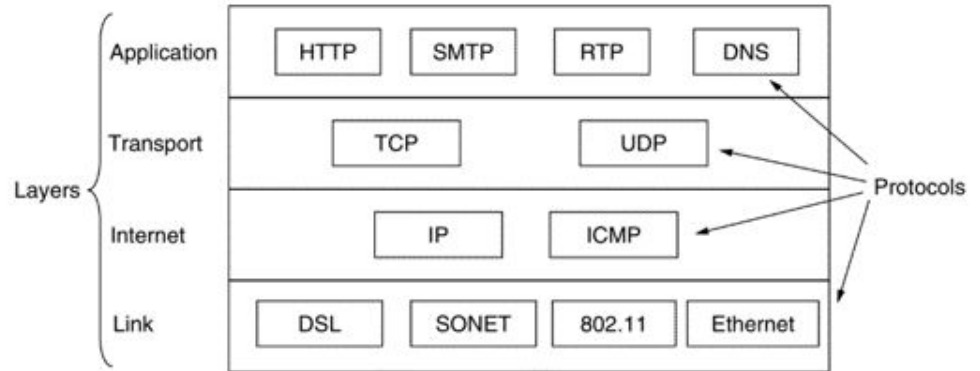 Application HTTP SMTP RTP DNS
Transport TCP UDP
Layers Protocols
Internet IP ICMP
Link DSL SONET 802.11 Ethernet